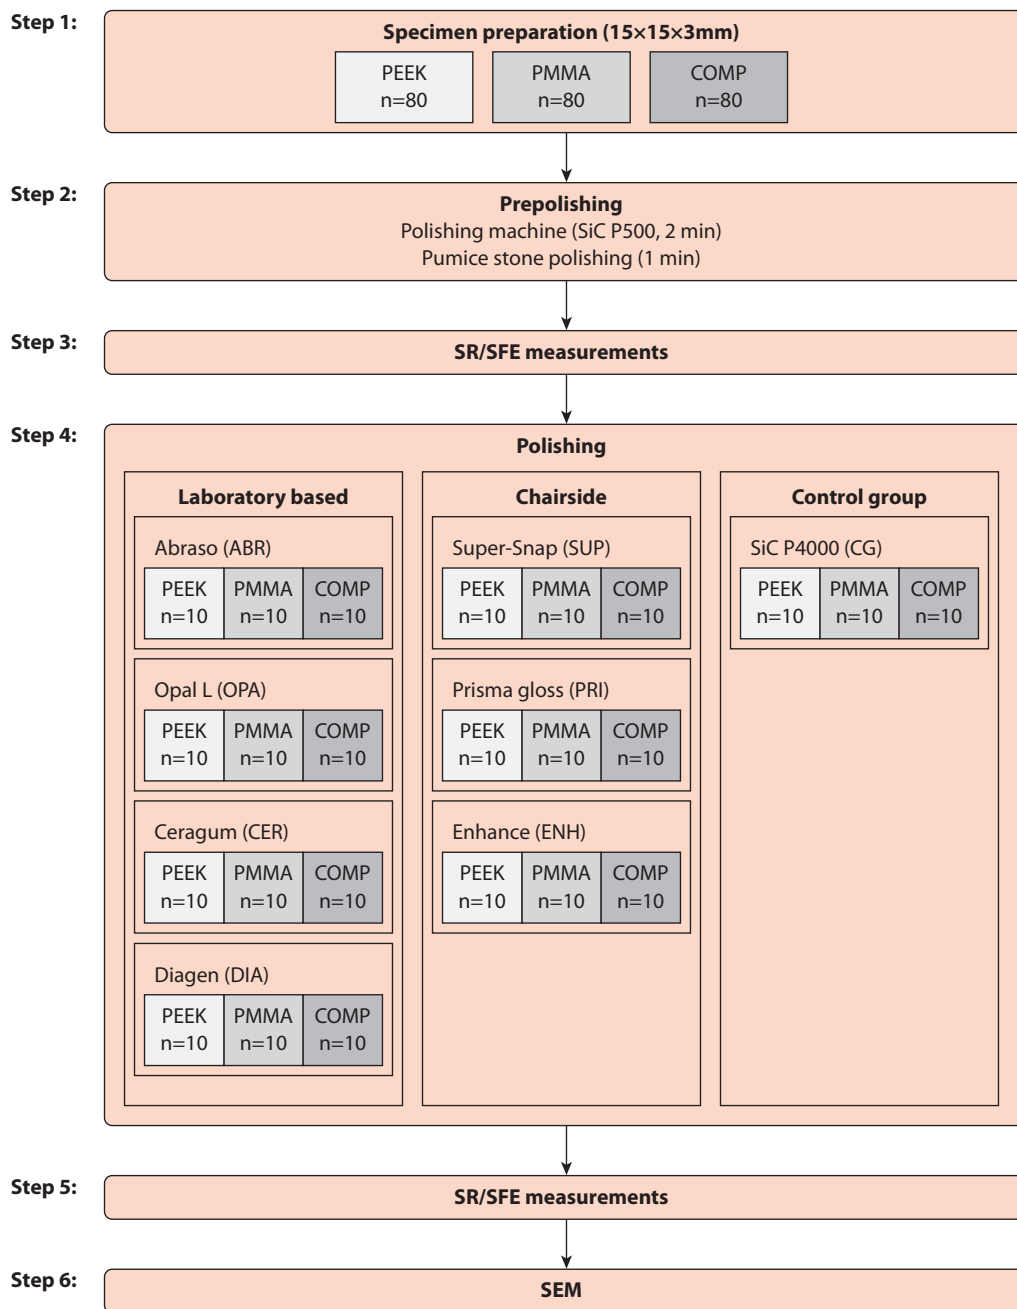 Step 1:
Specimen preparation (15×15×3mm)
PEEK PMMA COMP
n=80 n=80 n=80
Step 2:
Prepolishing
Polishing machine (SiC P500, 2 min)
Pumice stone polishing (1 min)
Step 3:
SR/SFE measurements
Step 4:
Polishing
Laboratory based
Abraso (ABR)
PEEK PMMA COMP
n=10 n=10 n=10
Opal L (OPA)
PEEK PMMA COMP
n=10 n=10 n=10
Ceragum (CER)
PEEK PMMA COMP
n=10 n=10 n=10
Diagen (DIA)
PEEK PMMA COMP
n=10 n=10 n=10
Chairside
Super-Snap (SUP)
PEEK PMMA COMP
n=10 n=10 n=10
Prisma gloss (PRI)
PEEK PMMA COMP
n=10 n=10 n=10
Enhance (ENH)
PEEK PMMA COMP
n=10 n=10 n=10
Control group
SiC P4000 (CG)
PEEK PMMA COMP
n=10 n=10 n=10
Step 5:
SR/SFE measurements
Step 6:
SEM